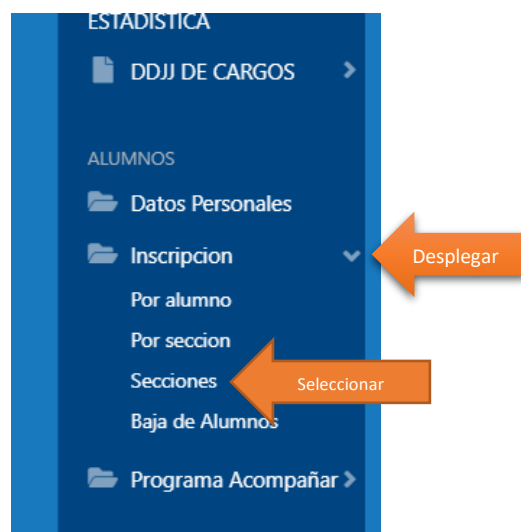 ESTADISTICA
DDJJ DE CARGOS
ALUMNOS
Datos Personales
Inscripcion
Desplegar
Por alumno
Por seccion
Secciones
Seleccionar
Baja de Alumnos
Programa Acompañar